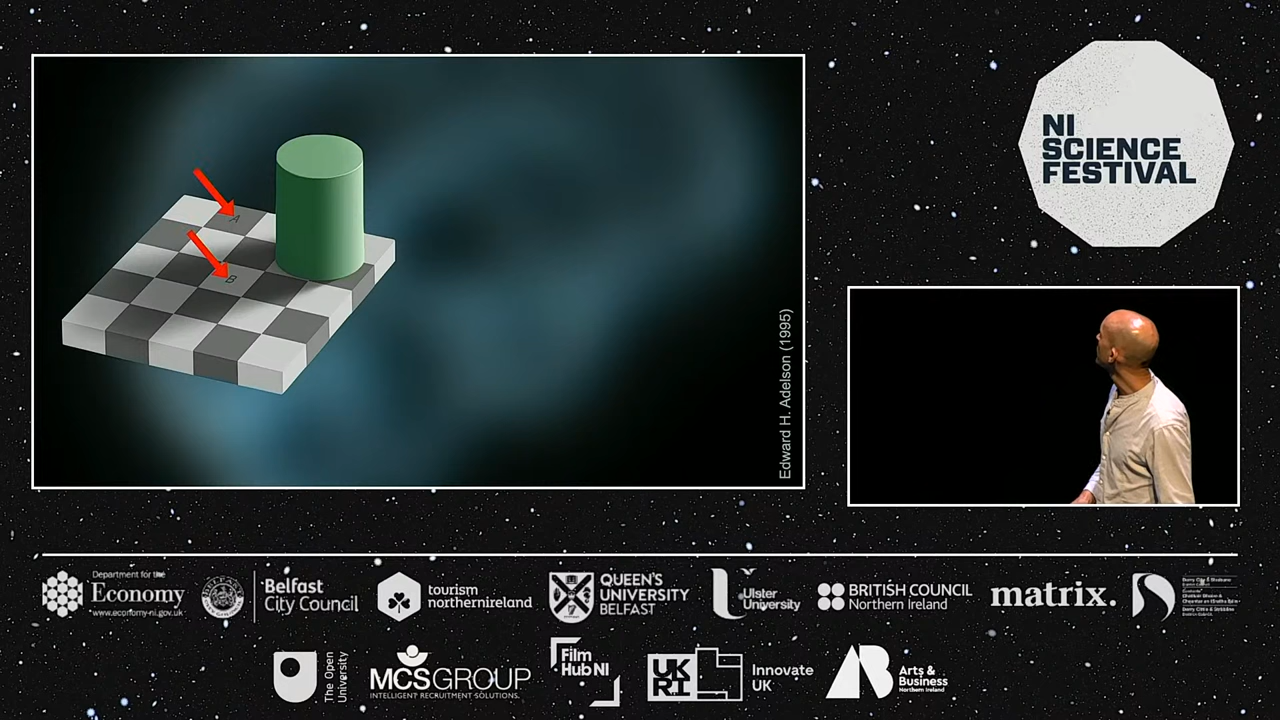 A
B
Edward H. Adelson (1995)
NI
SCIENCE
FESTIVAL
Department for the
Economy
www.economy-ni.gov.uk
Belfast
City Council
tourism
northernireland
QUEEN'S
UNIVERSITY
BELFAST
Ulster
University
BRITISH COUNCIL
Northern Ireland
matrix.
The Open
University
MCSGROUP
INTELLIGENT RECRUITMENT SOLUTIONS.
Film
Hub NI
UK
RI
Innovate
UK
AB
Arts &
Business
Northern Ireland